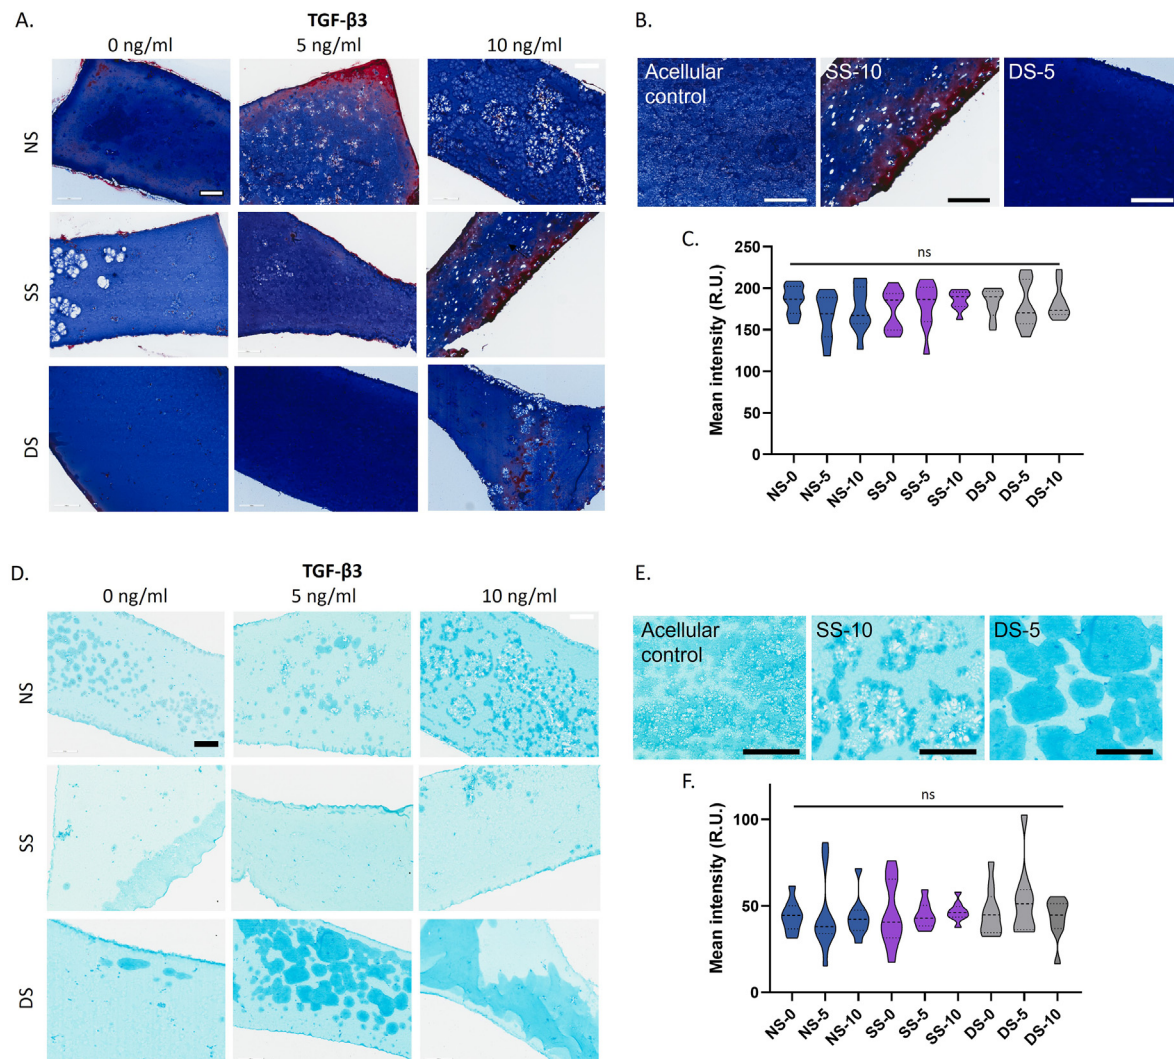 A.
TGF-β3
0 ng/ml 5 ng/ml 10 ng/ml
NS
SS
DS
B.
Acellular control
SS-10
DS-5
C.
ns
Mean intensity (R.U.)
250
200
150
100
50
0
NS-0 NS-5 NS-10 SS-0 SS-5 SS-10 DS-0 DS-5 DS-10
D.
TGF-β3
0 ng/ml 5 ng/ml 10 ng/ml
NS
SS
DS
E.
Acellular control
SS-10
DS-5
F.
ns
Mean intensity (R.U.)
100
50
0
NS-0 NS-5 NS-10 SS-0 SS-5 SS-10 DS-0 DS-5 DS-10